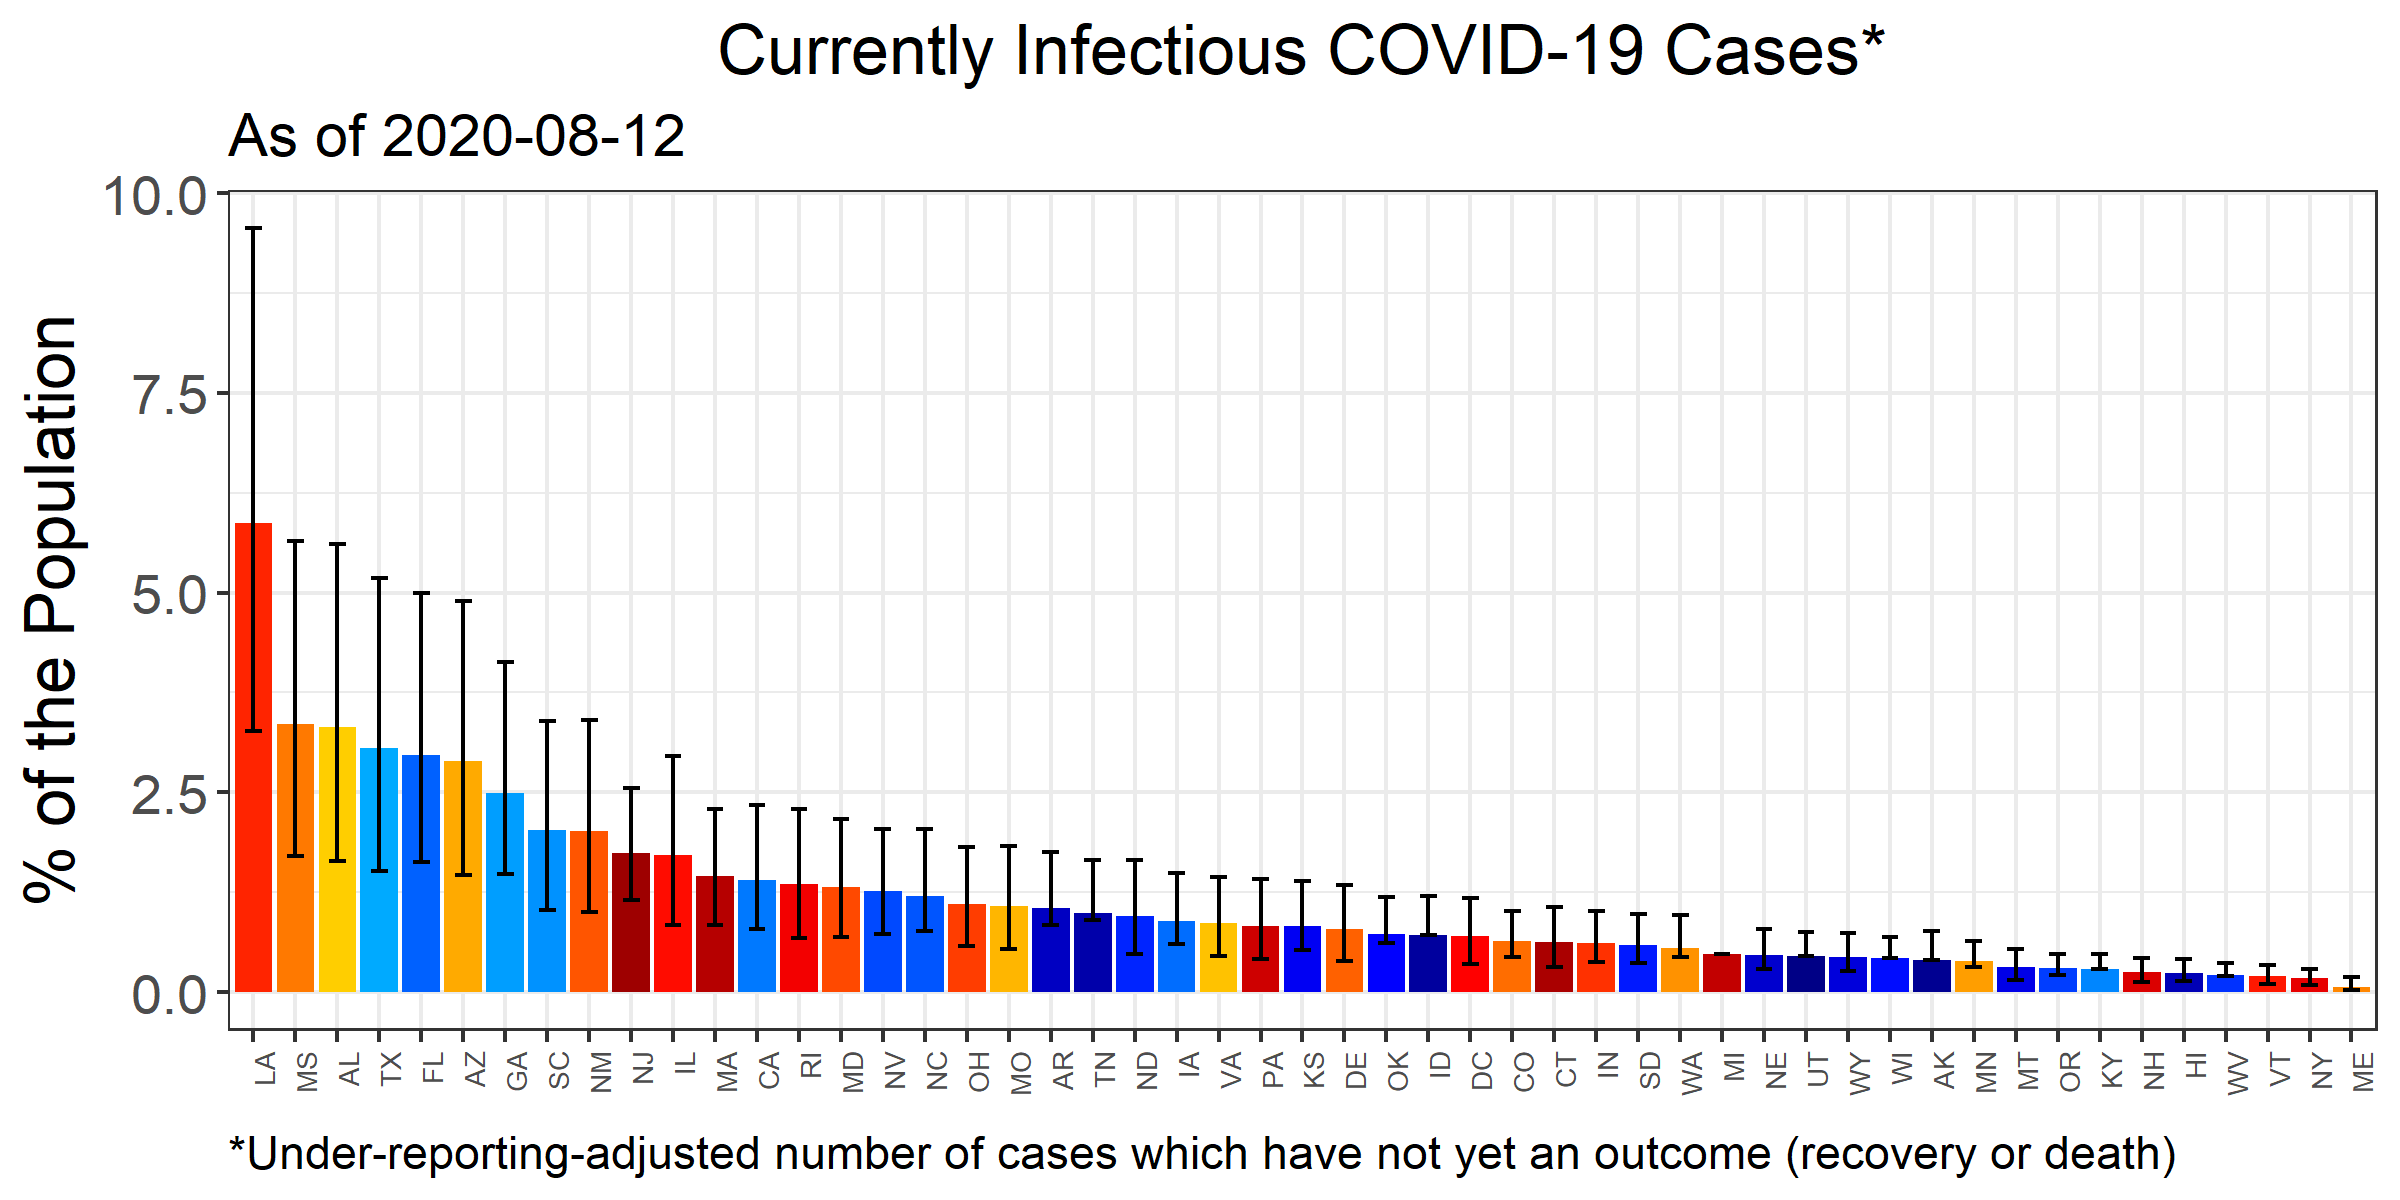 Currently Infectious COVID-19 Cases*
As of 2020-08-12
% of the Population
10.0
7.5
5.0
2.5
0.0
LA MS AL TX FL AZ GA SC NM NJ IL MA CA RI MD NV NC OH MO AR TN ND IA VA PA KS DE OK ID DC CO CT IN SD WA MI NE UT WY WI AK MN MT OR KY NH HI WV VT NY ME
*Under-reporting-adjusted number of cases which have not yet an outcome (recovery or death)